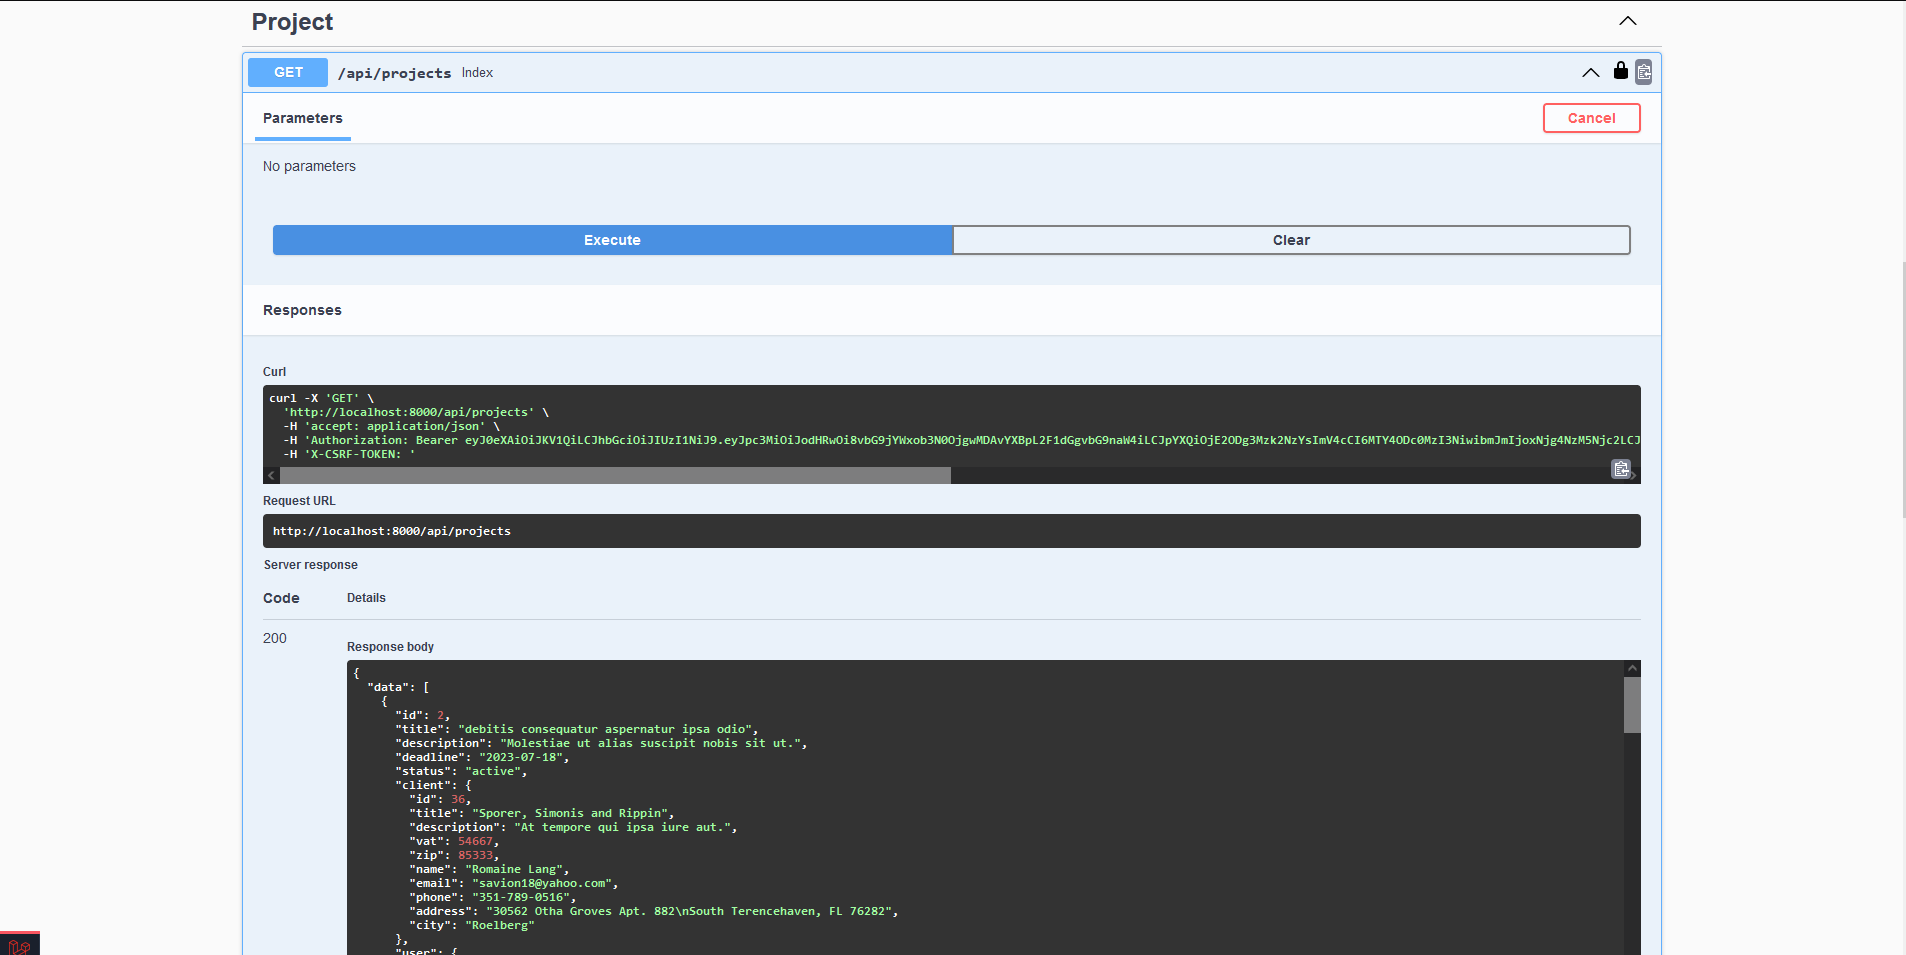 Project
GET /api/projects Index
Parameters
Cancel
No parameters
Execute
Clear
Responses
Curl
curl -X 'GET' \
'http://localhost:8000/api/projects' \
-H 'accept: application/json' \
-H 'Authorization: Bearer eyJ0eXAiOiJKV1QiLCJhbGciOiJIUzI1NiJ9.eyJpc3MiOiJodHRwOi8vbG9jYWxob3N0OjgwMDAvYXBpL2F1dGgvbG9naW4iLCJpYXQiOjE2ODg3Mzk2NzYsImV4cCI6MTY4ODc0MzI3NiwibmJmIjoxNjg4NzM5Njc2LCJ
-H 'X-CSRF-TOKEN: '
Request URL
http://localhost:8000/api/projects
Server response
Code Details
200
Response body
{
"data": [
{
"id": 2,
"title": "debitis consequatur aspernatur ipsa odio",
"description": "Molestiae ut alias suscipit nobis sit ut.",
"deadline": "2023-07-18",
"status": "active",
"client": {
"id": 36,
"title": "Sporer, Simonis and Rippin",
"description": "At tempore qui ipsa iure aut.",
"vat": 54667,
"zip": 85333,
"name": "Romaine Lang",
"email": "savion18@yahoo.com",
"phone": "351-789-0516",
"address": "30562 Otha Groves Apt. 882\nSouth Terencehaven, FL 76282",
"city": "Roelberg"
},
"user": {